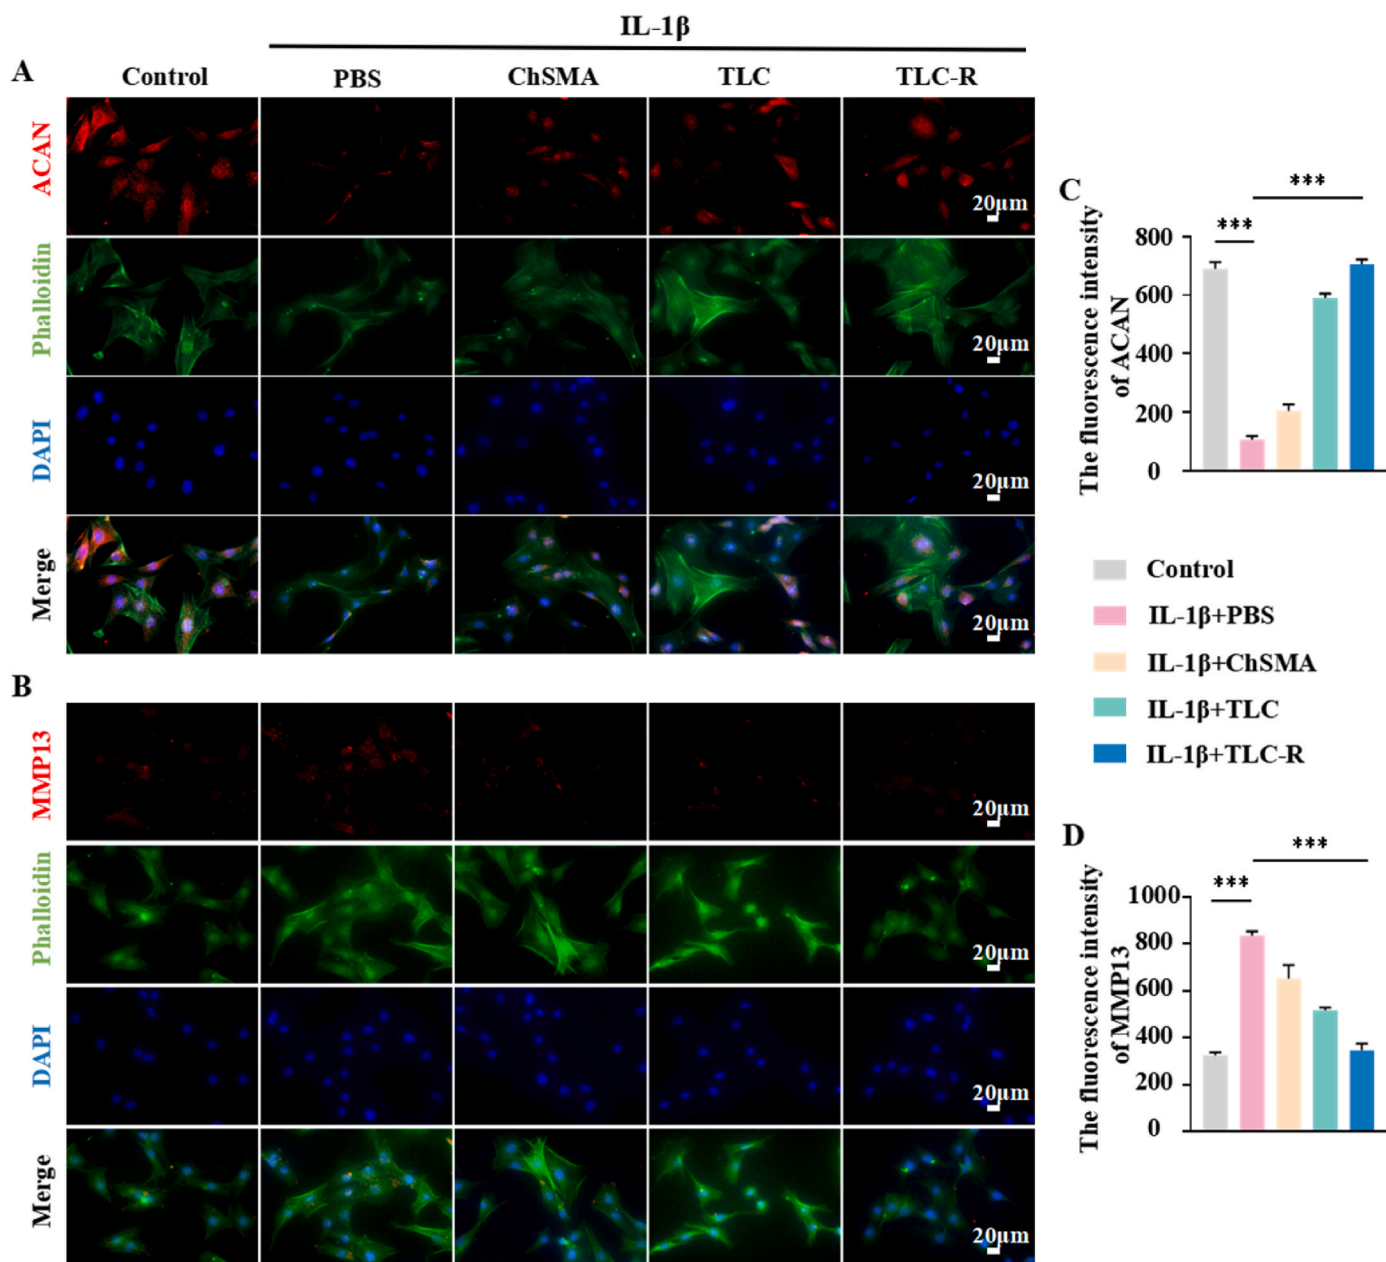 IL-1β
A
Control PBS ChSMA TLC TLC-R
ACAN
20μm
Phalloidin
20μm
DAPI
20μm
Merge
20μm
B
MMP13
20μm
Phalloidin
20μm
DAPI
20μm
Merge
20μm
C
***
***
The fluorescence intensity
of ACAN
800
600
400
200
0
Control
IL-1β+PBS
IL-1β+ChSMA
IL-1β+TLC
IL-1β+TLC-R
D
***
***
The fluorescence intensity
of MMP13
1000
800
600
400
200
0